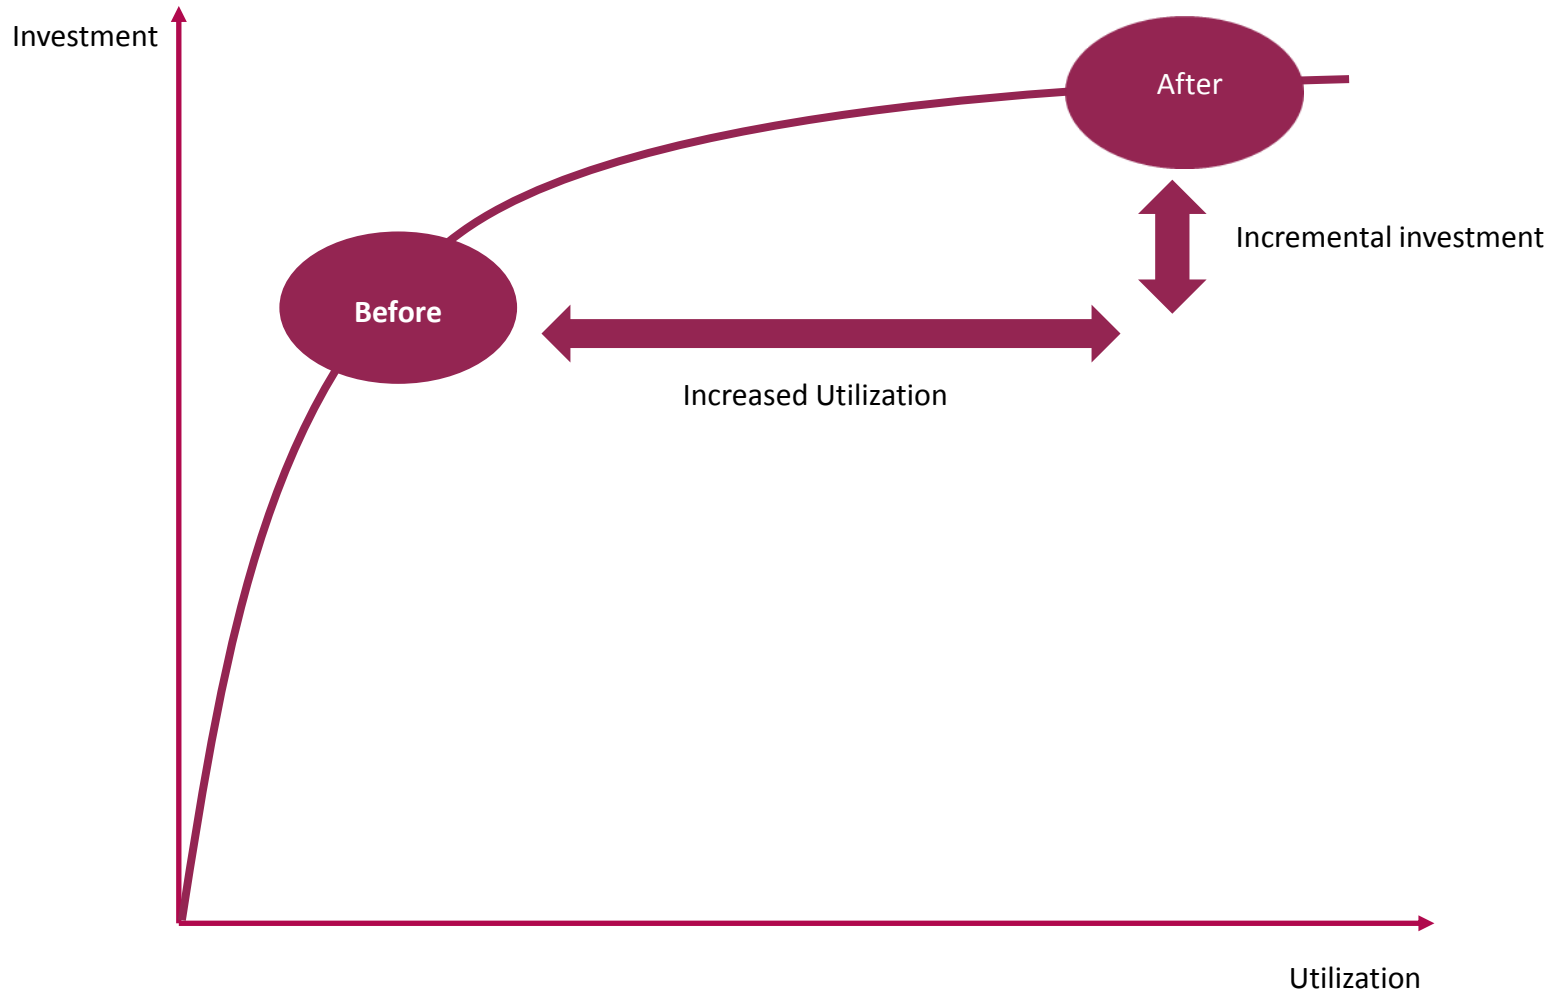 Investment
After
Incremental investment
Before
Increased Utilization
Utilization